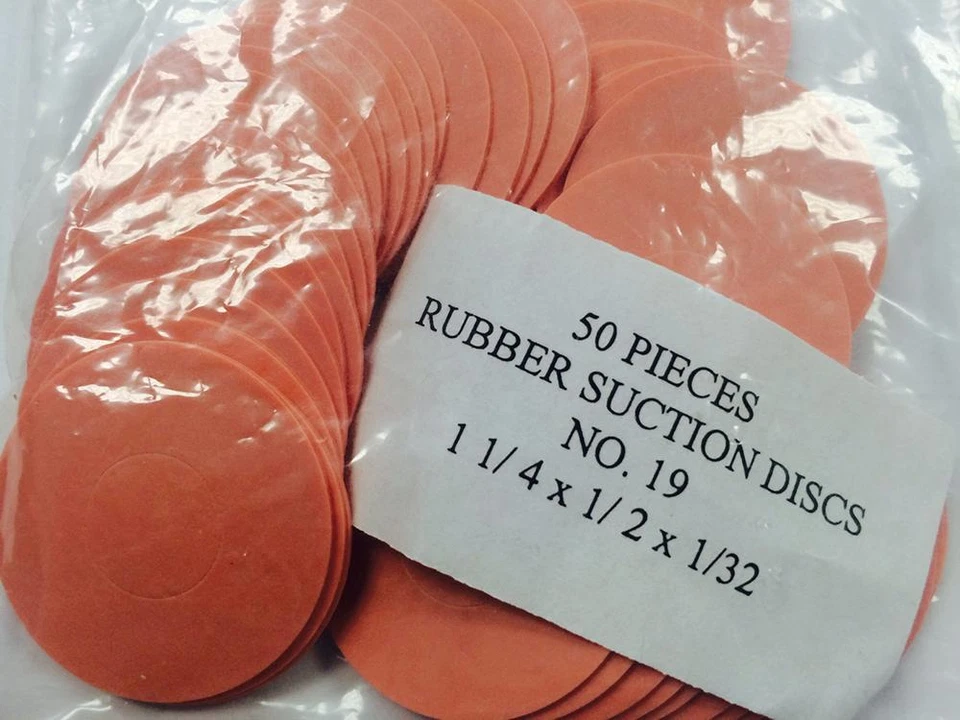 50 PIECES
RUBBER SUCTION DISCS
NO. 19
1 1/4 x 1/2 x 1/32